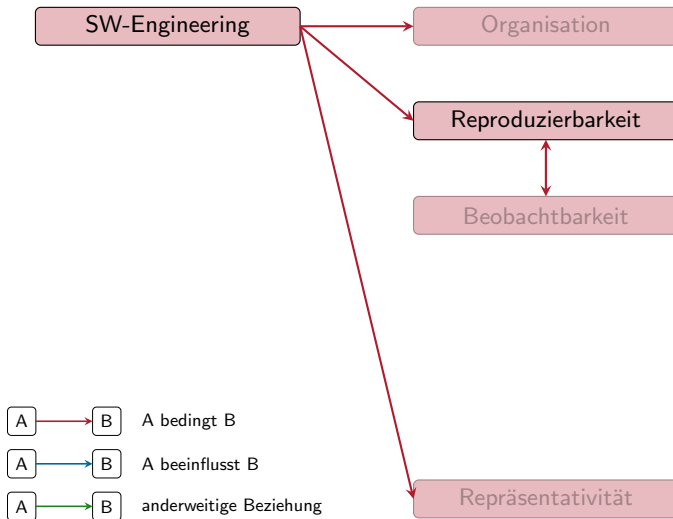 SW-Engineering
Organisation
Reproduzierbarkeit
Beobachtbarkeit
A B A bedingt B
A B A beeinflusst B
Repräsentativität
A B anderweitige Beziehung